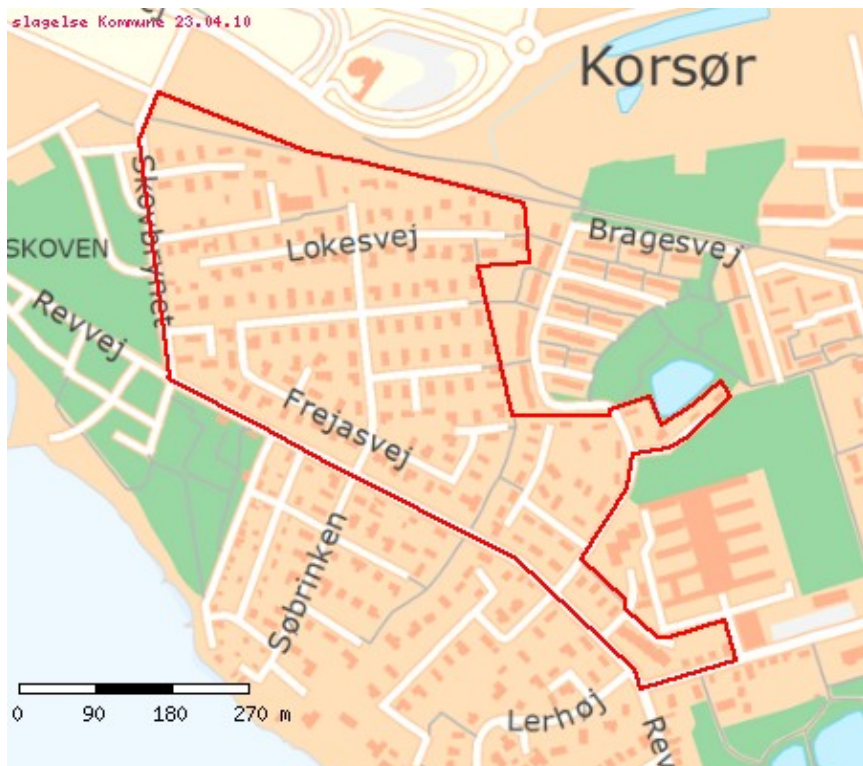 slagelse Kommune 23.04.10
Korsør
Skovbrynet
Lokesvej
Bragesvej
SKOVEN
Revvej
Frejasvej
Søbrinken
Lerhøj
Rev
0 90 180 270 m